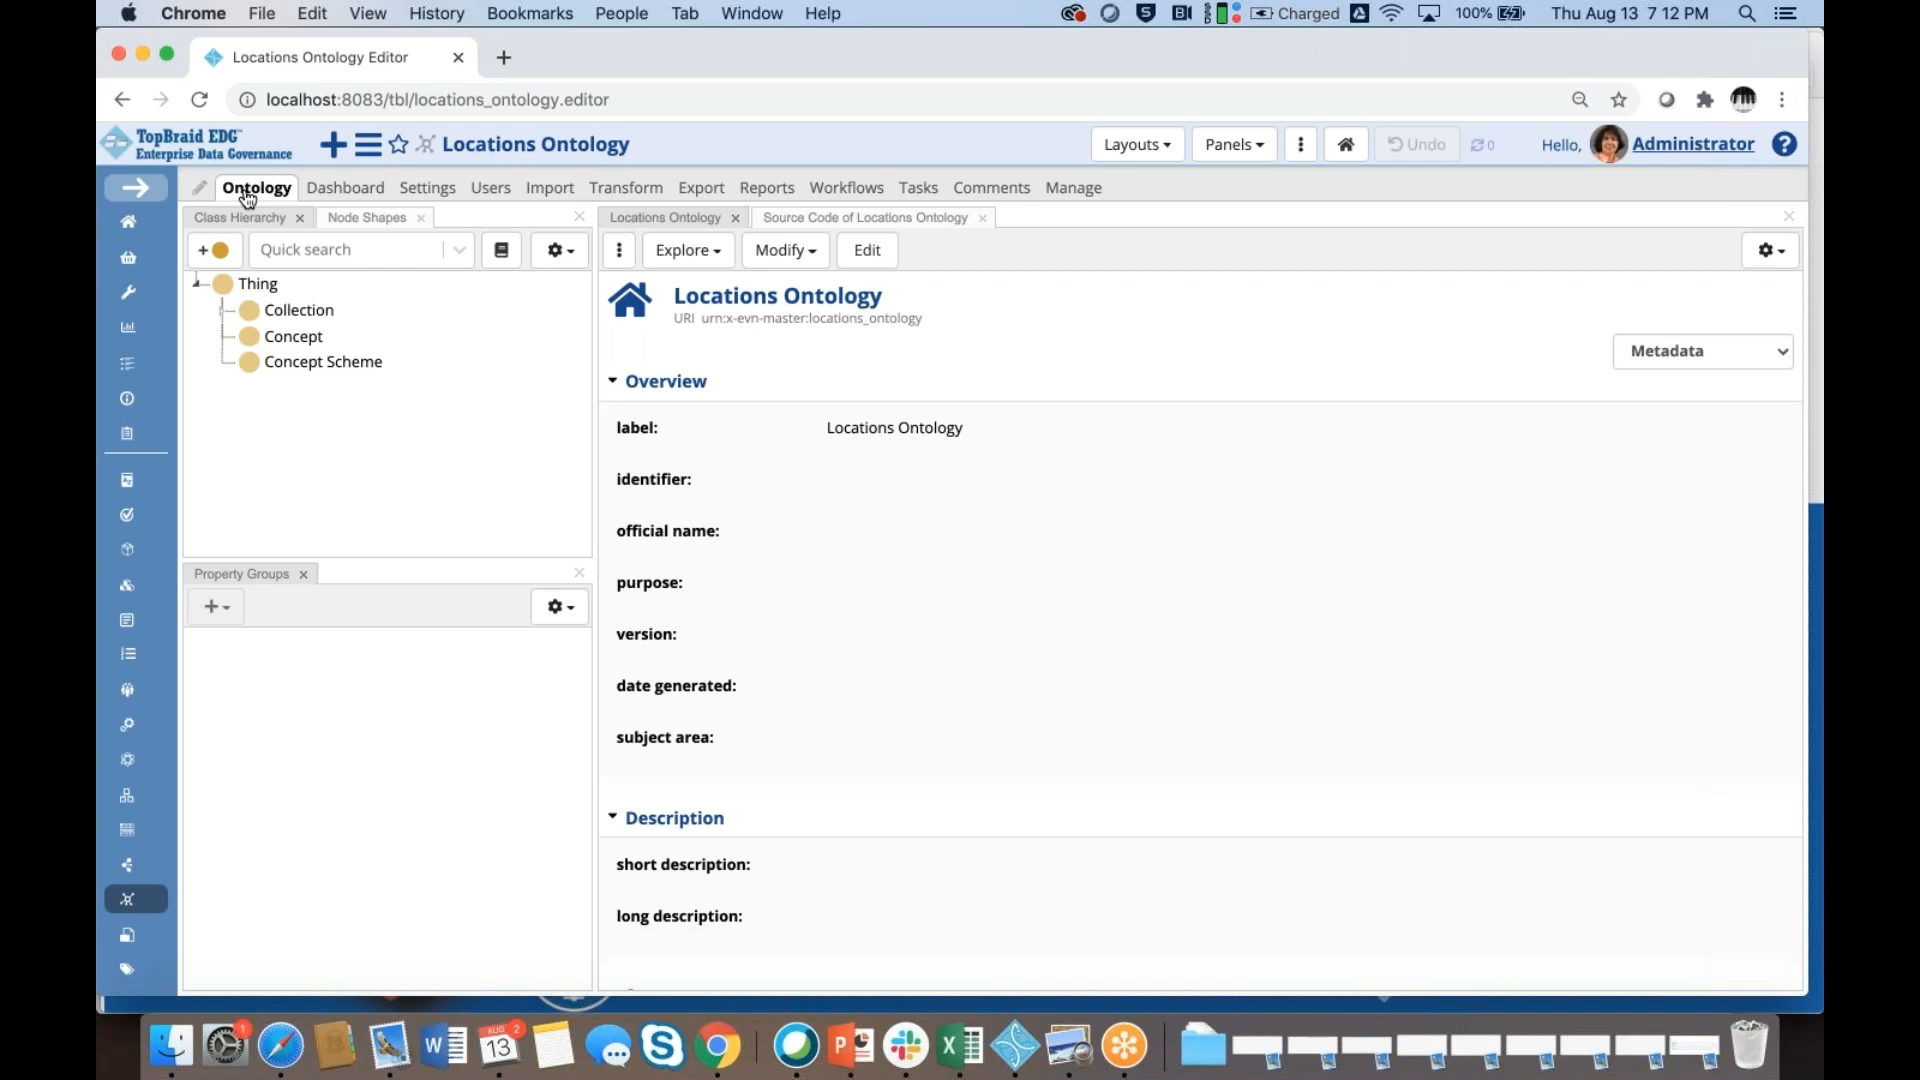 Chrome File Edit View History Bookmarks People Tab Window Help
Charged 100% Thu Aug 13 7 12 PM
Locations Ontology Editor
localhost:8083/tbl/locations_ontology.editor
TopBraid EDG
Enterprise Data Governance
Locations Ontology
Layouts Panels Undo 0 Hello, Administrator
Ontology Dashboard Settings Users Import Transform Export Reports Workflows Tasks Comments Manage
Class Hierarchy Node Shapes
Locations Ontology Source Code of Locations Ontology
Quick search
Explore Modify Edit
Thing
Collection
Concept
Concept Scheme
Property Groups
Locations Ontology
URI urn:x-evn-master:locations_ontology
Metadata
Overview
label: Locations Ontology
identifier:
official name:
purpose:
version:
date generated:
subject area:
Description
short description:
long description:
1
AUG
13
2